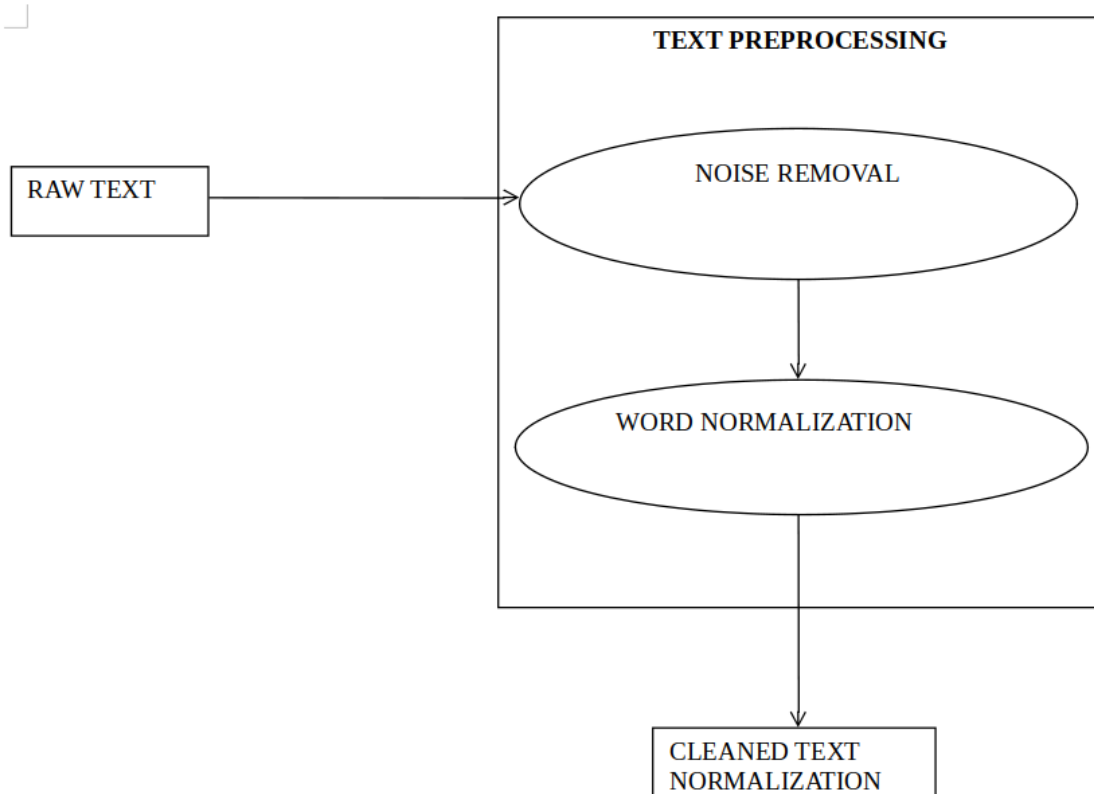 TEXT PREPROCESSING
NOISE REMOVAL
RAW TEXT
WORD NORMALIZATION
CLEANED TEXT
NORMALIZATION